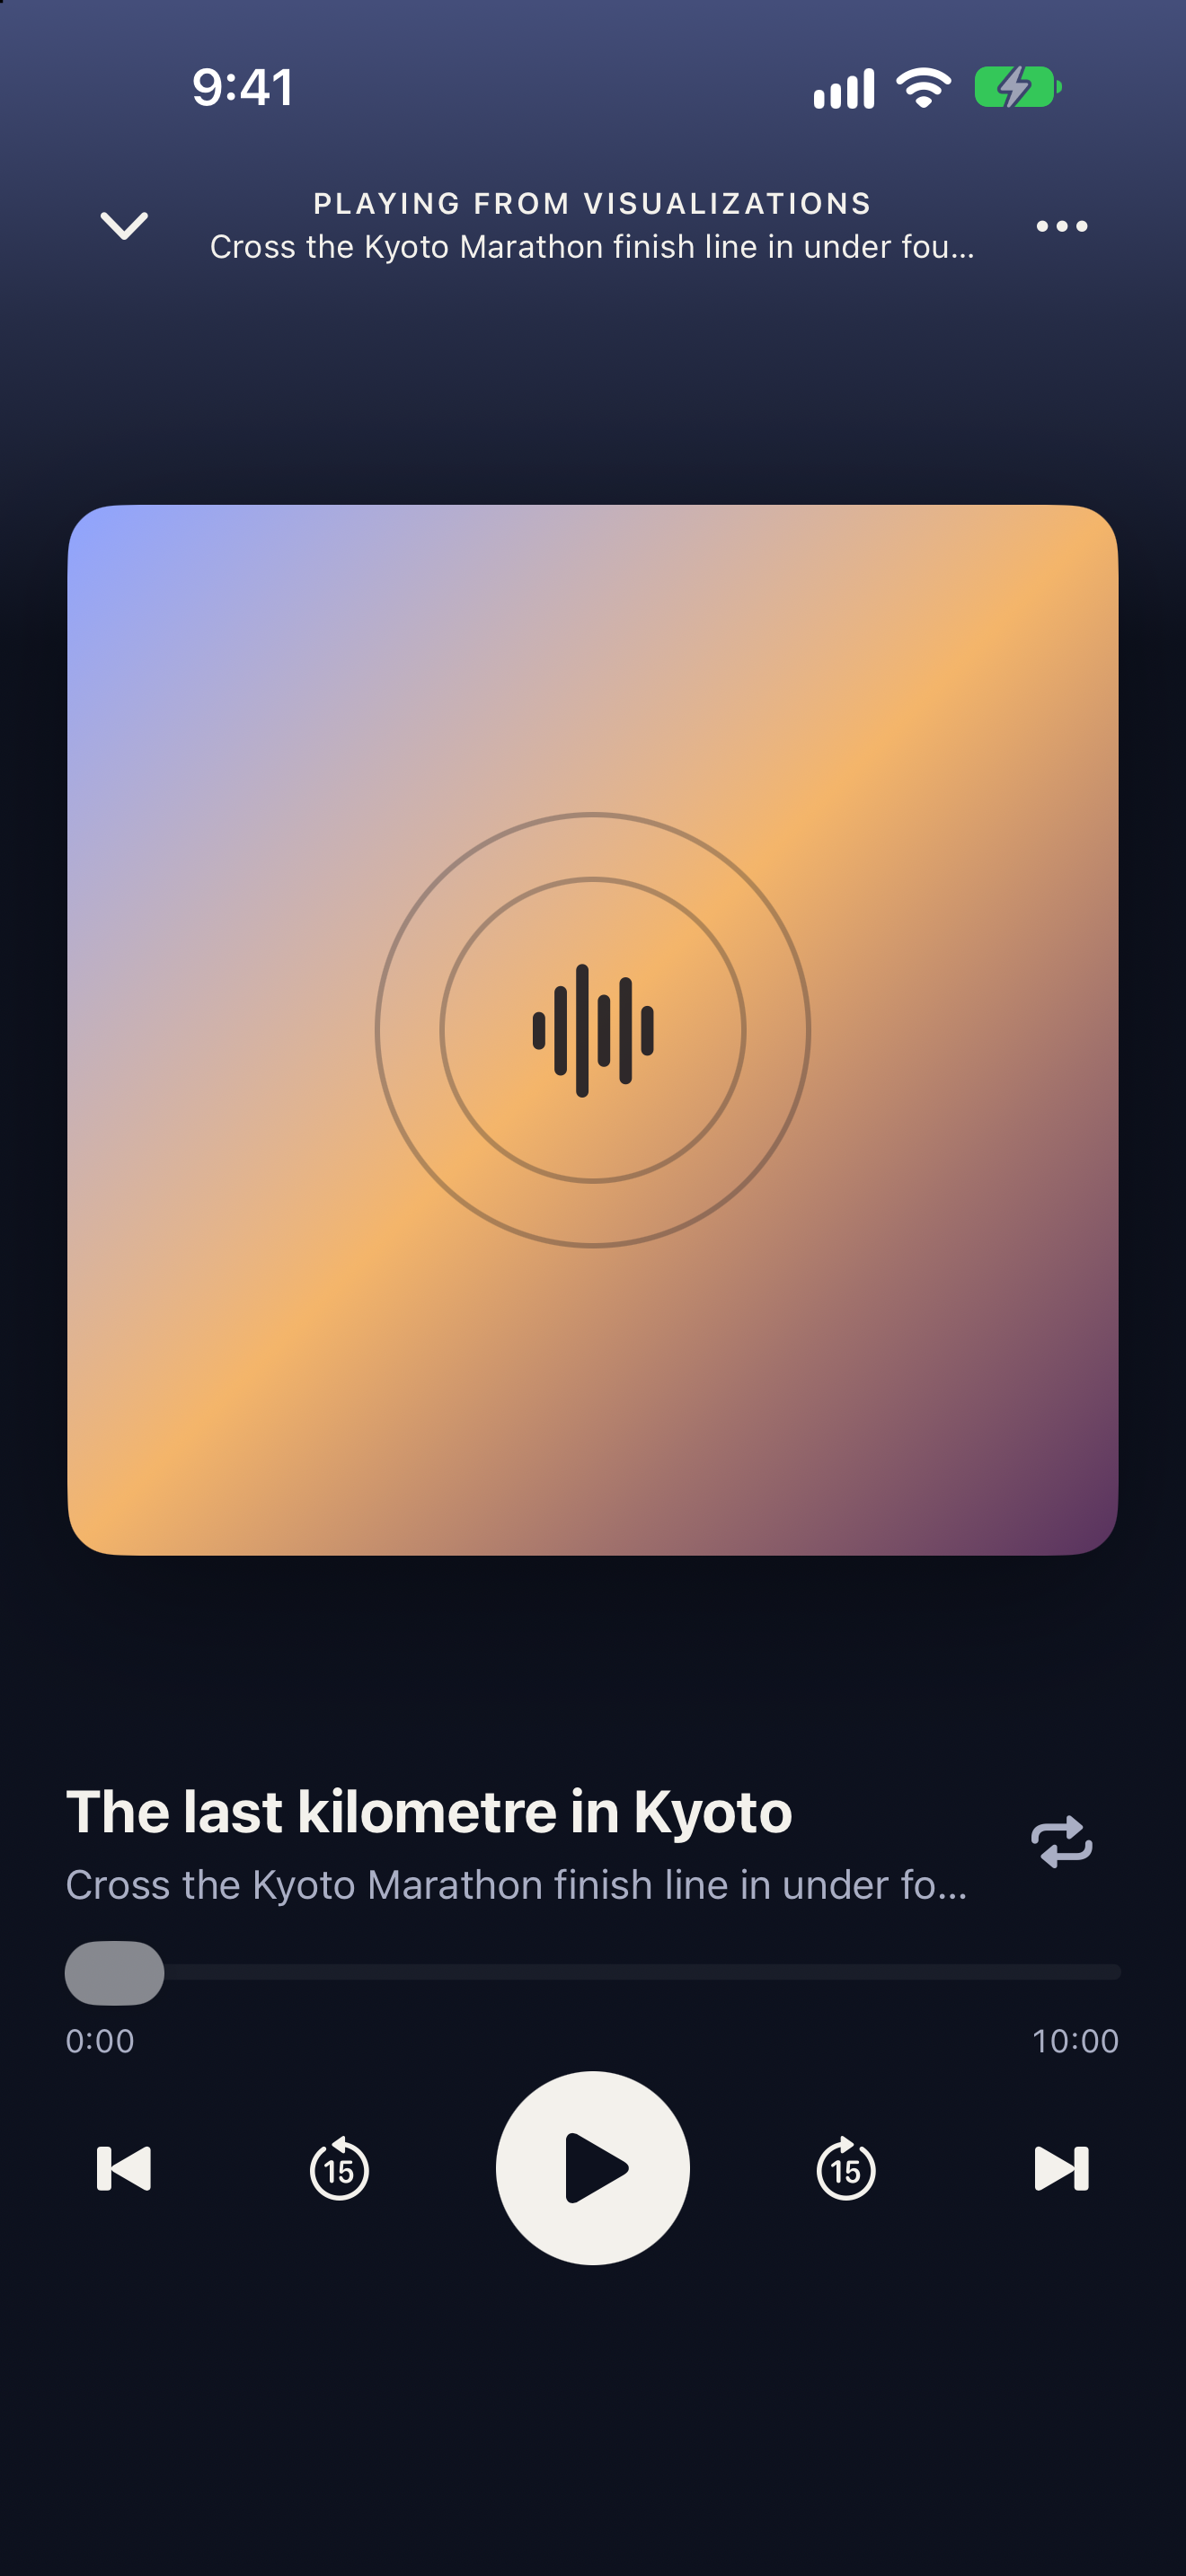 9:41
PLAYING FROM VISUALIZATIONS
Cross the Kyoto Marathon finish line in under fou...
The last kilometre in Kyoto
Cross the Kyoto Marathon finish line in under fo...
0:00
10:00
15
15